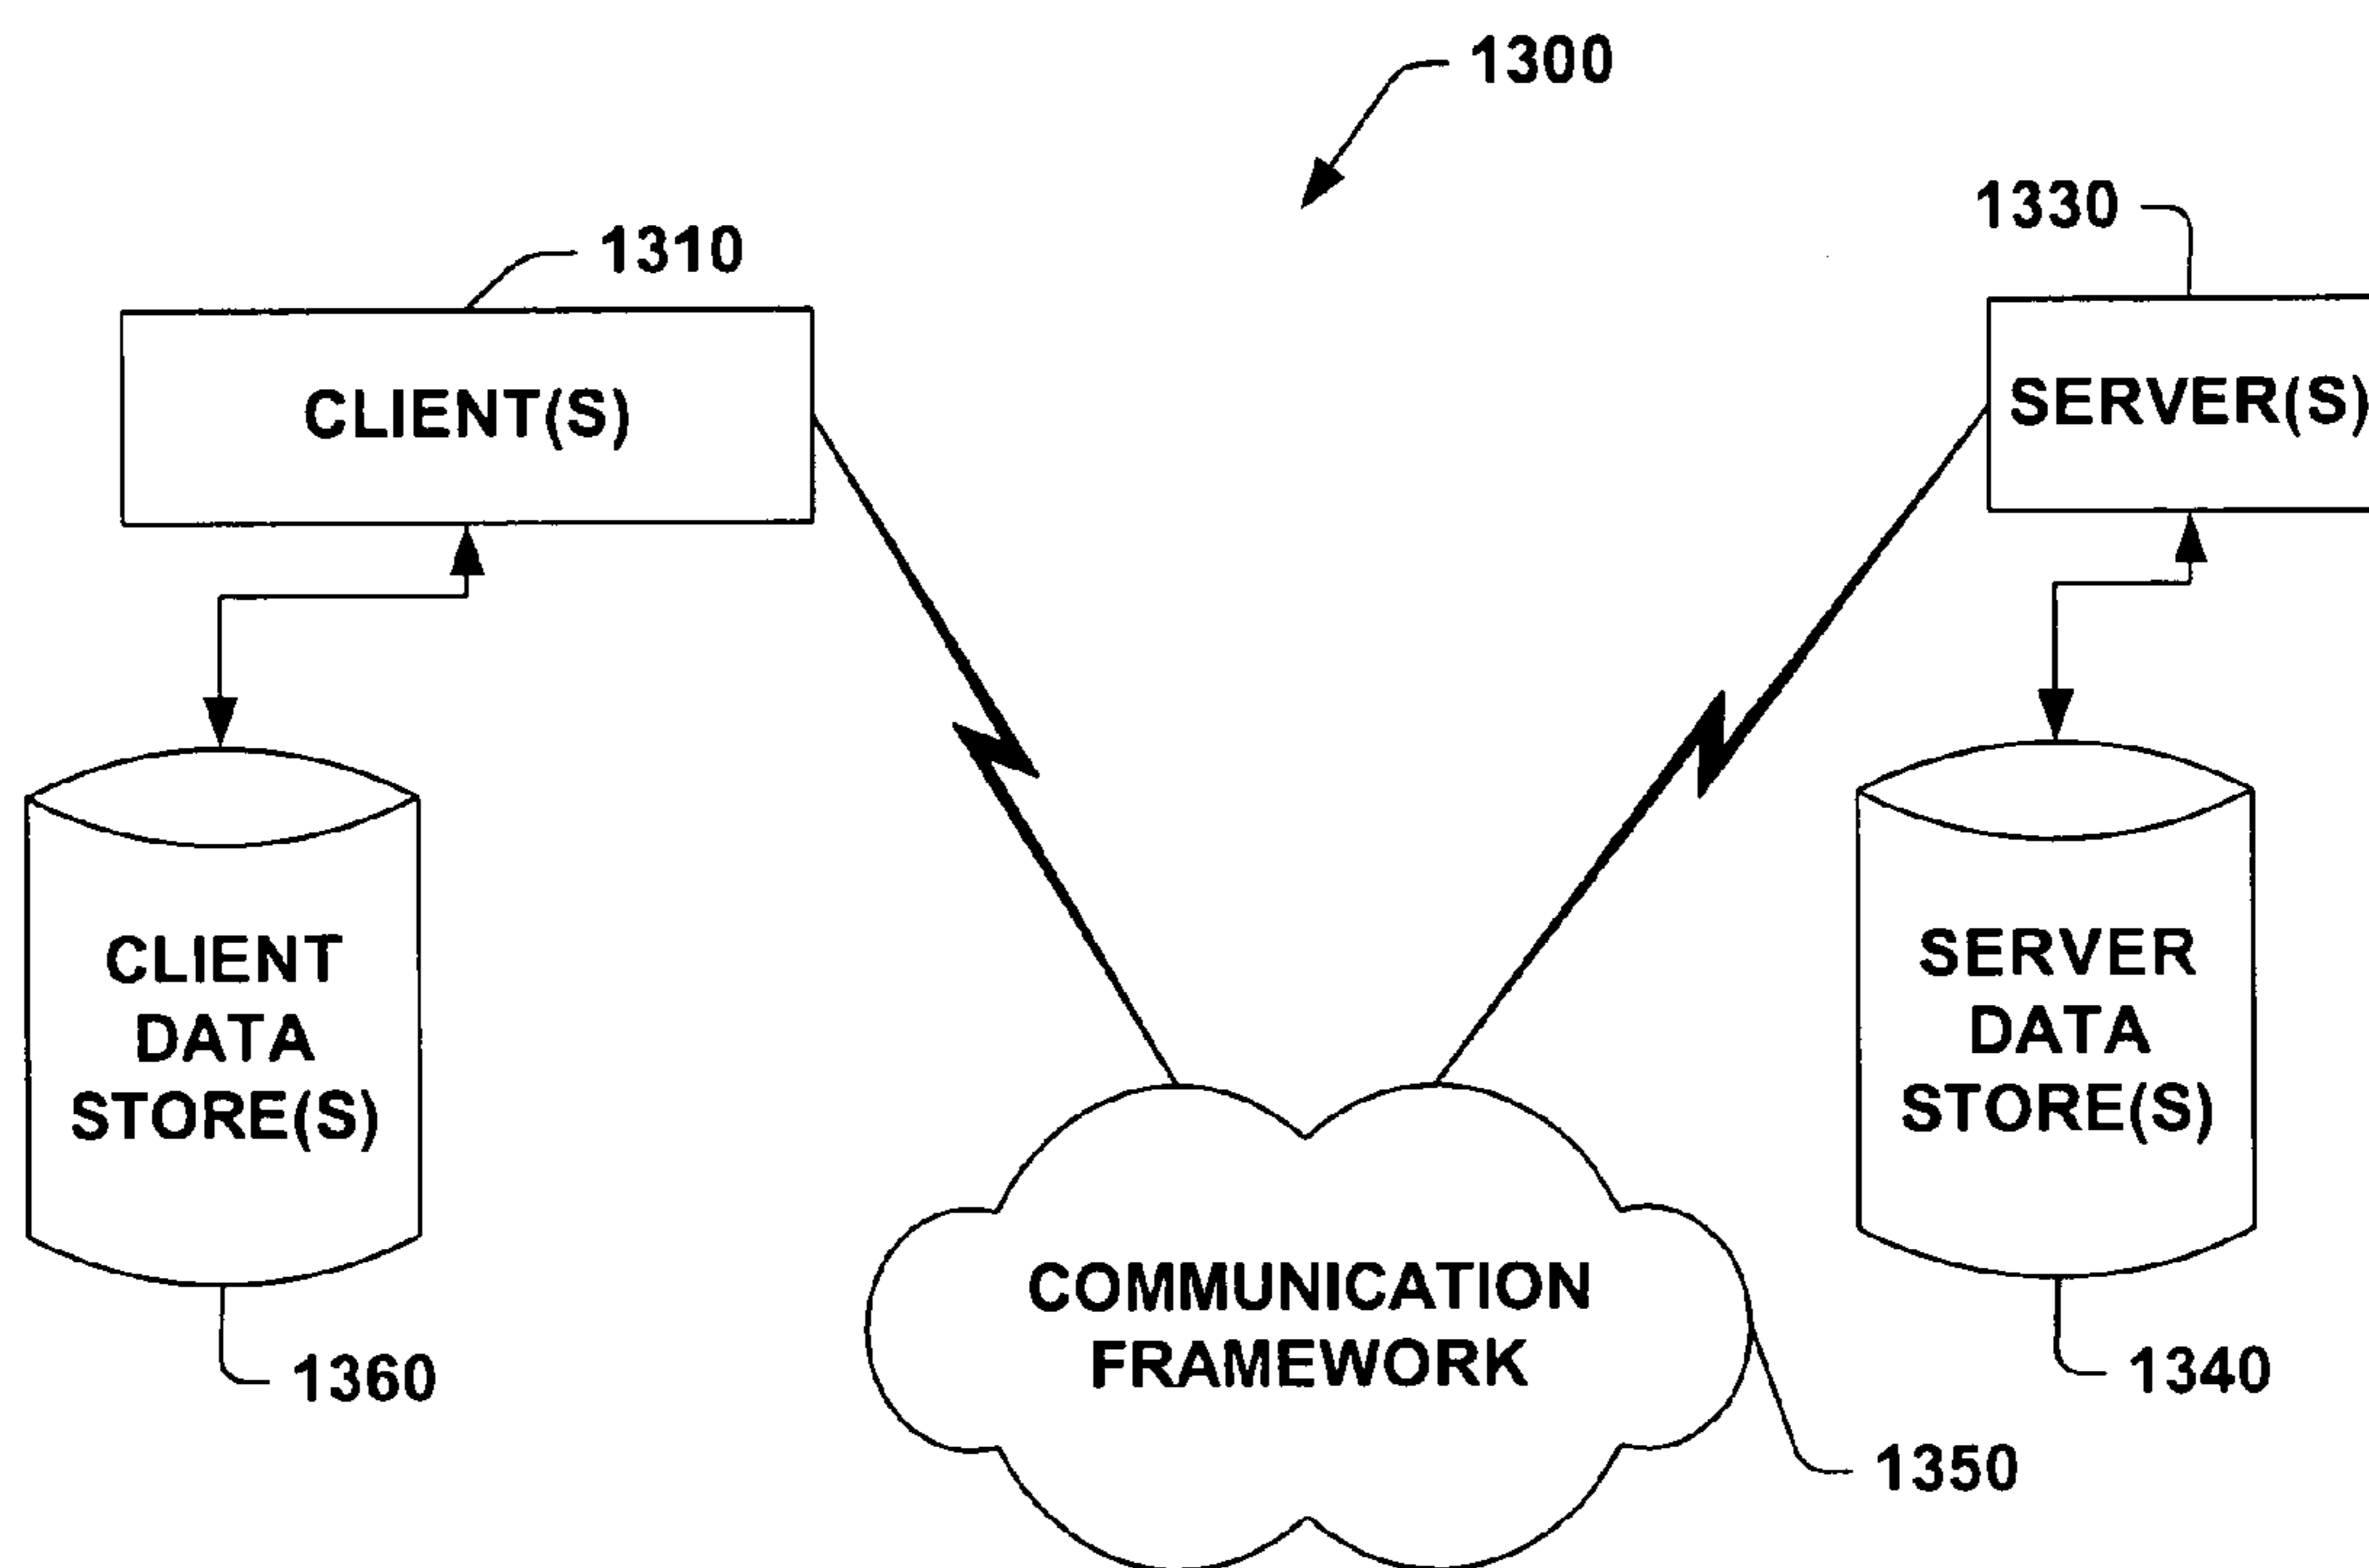 1300
1310
1330
CLIENT(S)
SERVER(S)
CLIENT
DATA
STORE(S)
SERVER
DATA
STORE(S)
COMMUNICATION
FRAMEWORK
1360
1340
1350